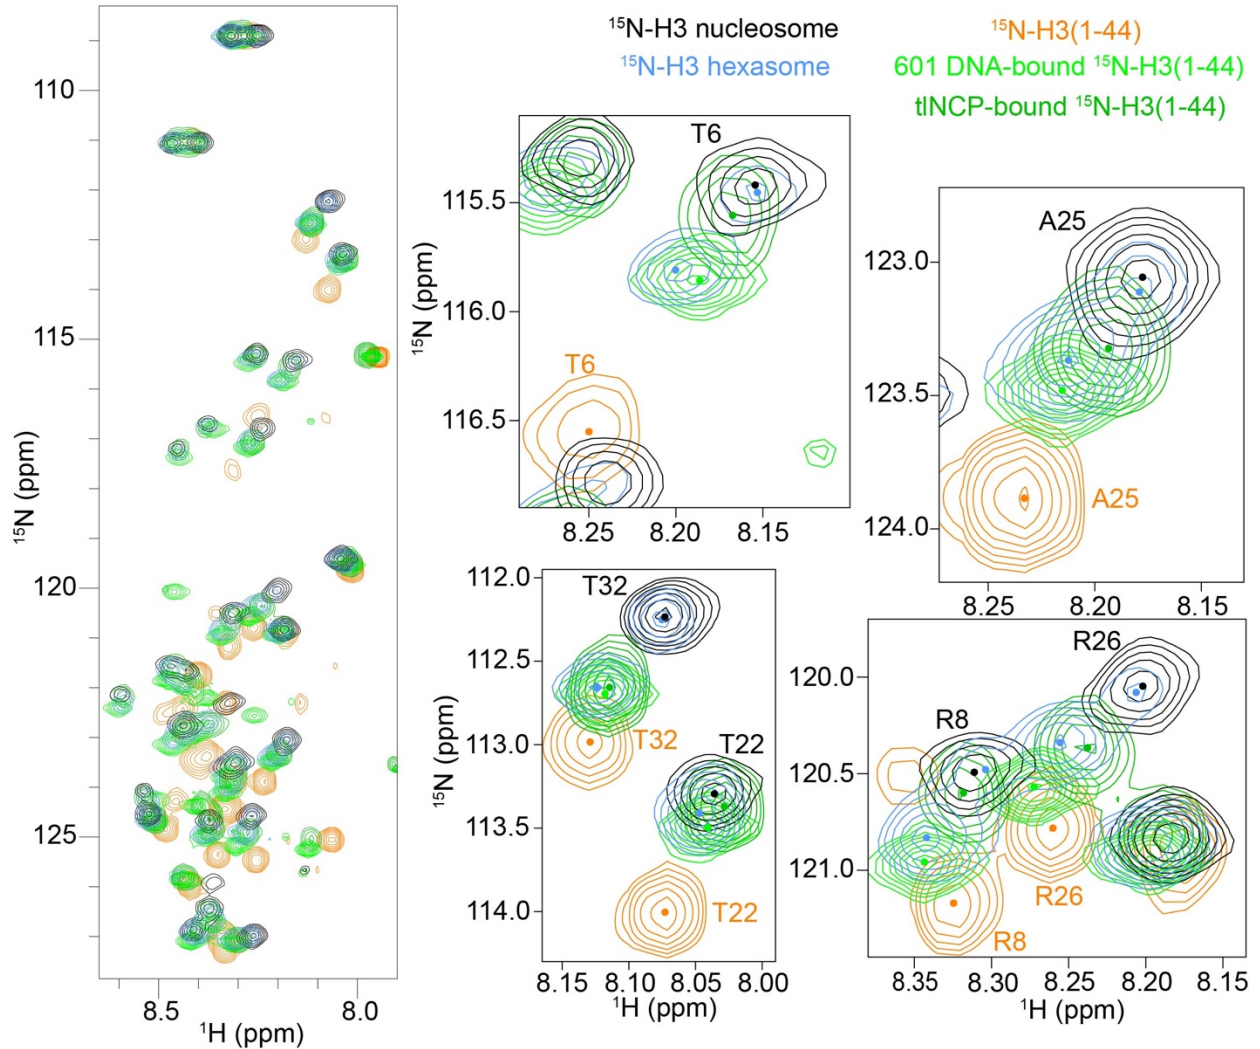 ¹⁵N-H3 nucleosome
¹⁵N-H3 hexasome
¹⁵N-H3(1-44)
601 DNA-bound ¹⁵N-H3(1-44)
tlNCP-bound ¹⁵N-H3(1-44)
110
115
120
125
¹⁵N (ppm)
8.5
8.0
¹H (ppm)
T6
T6
115.5
116.0
116.5
¹⁵N (ppm)
8.25
8.20
8.15
A25
A25
123.0
123.5
124.0
8.25
8.20
8.15
T32
T32
T22
T22
112.0
112.5
113.0
113.5
114.0
¹⁵N (ppm)
8.15
8.10
8.05
8.00
¹H (ppm)
R26
R8
R26
R8
120.0
120.5
121.0
8.35
8.30
8.25
8.20
8.15
¹H (ppm)